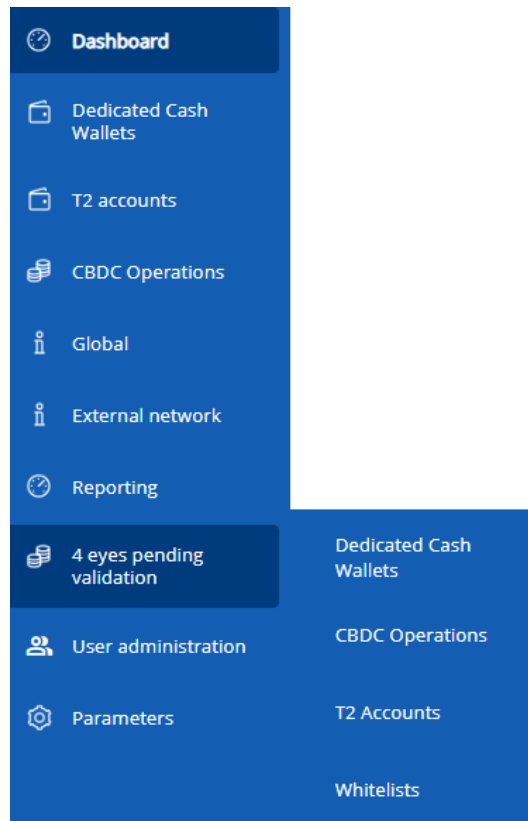 Dashboard
Dedicated Cash
Wallets
T2 accounts
CBDC Operations
Global
External network
Reporting
4 eyes pending
validation
User administration
Parameters
Dedicated Cash
Wallets
CBDC Operations
T2 Accounts
Whitelists